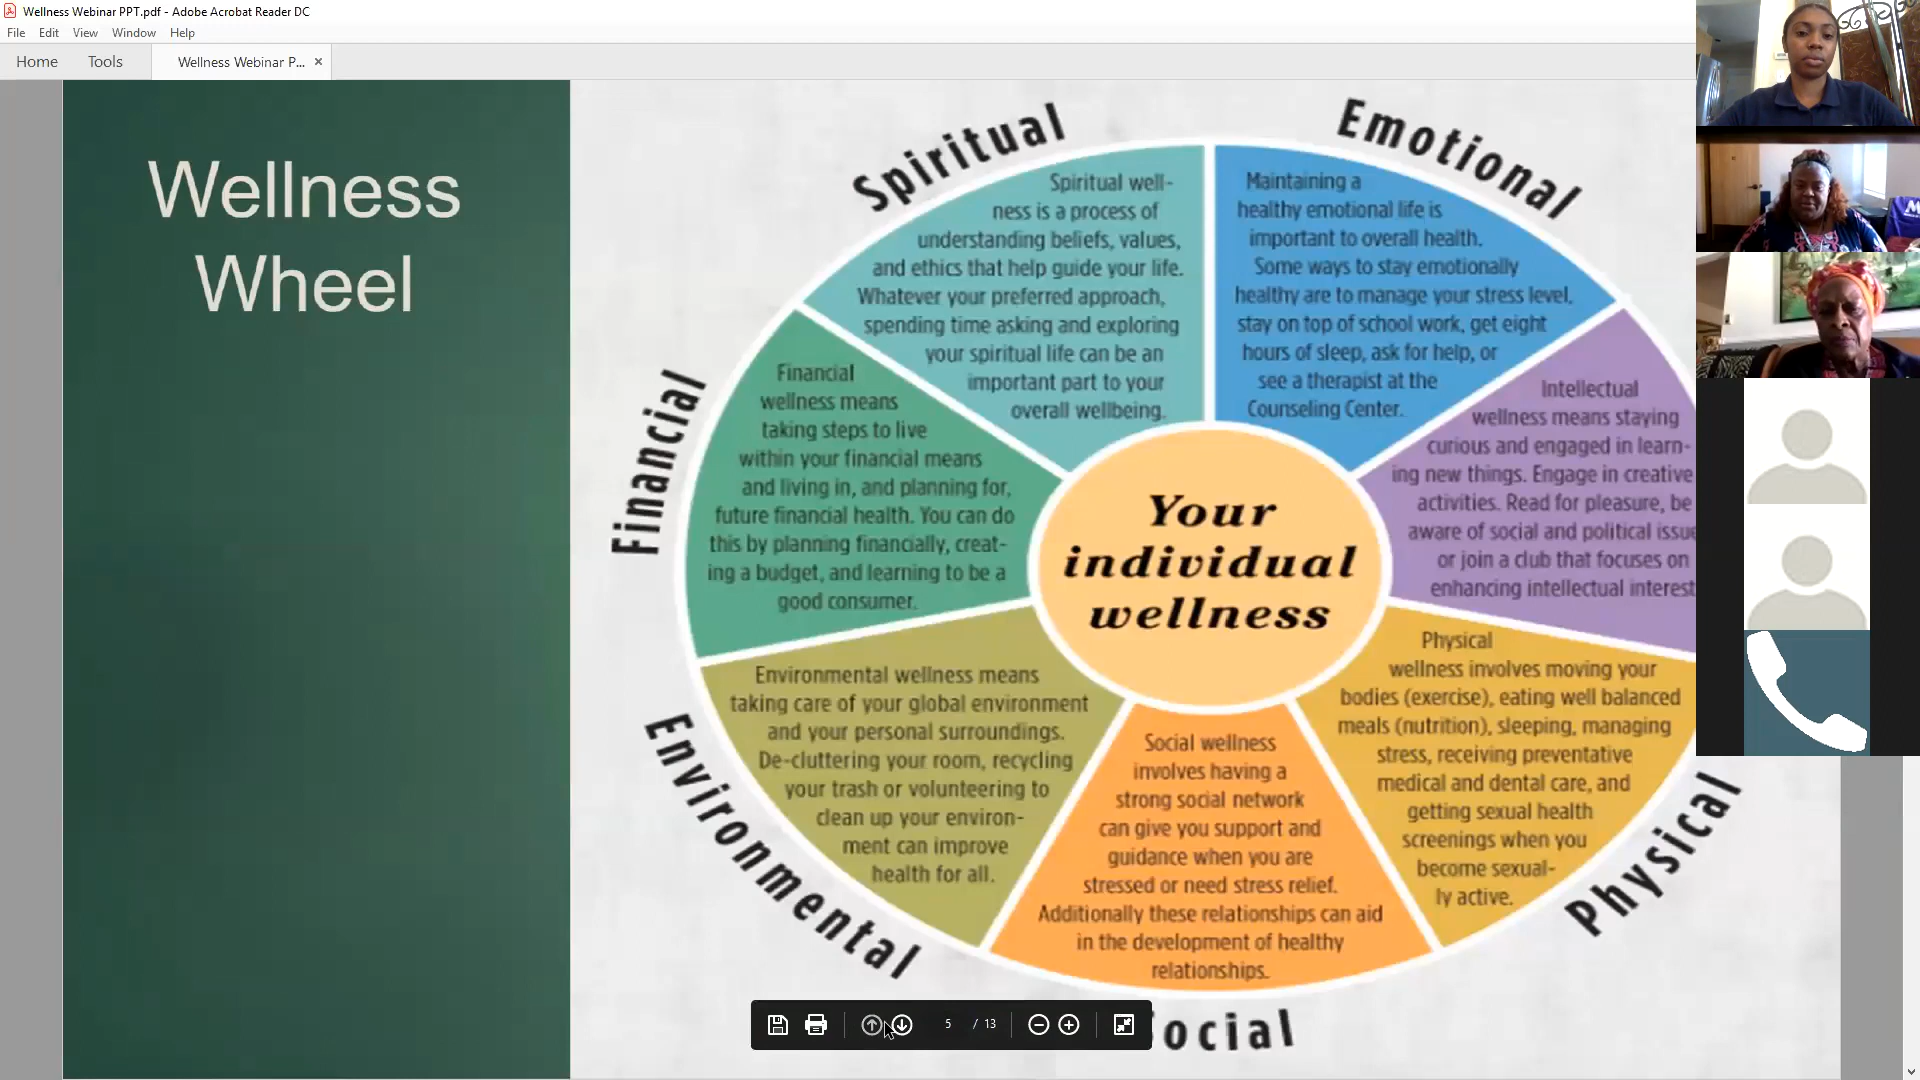 Wellness Webinar PPT.pdf - Adobe Acrobat Reader DC
File Edit View Window Help
Home Tools Wellness Webinar P... ×
Wellness
Wheel
Spiritual
Spiritual well-
ness is a process of
understanding beliefs, values,
and ethics that help guide your life.
Whatever your preferred approach,
spending time asking and exploring
your spiritual life can be an
important part to your
overall wellbeing.
Emotional
Maintaining a
healthy emotional life is
important to overall health.
Some ways to stay emotionally
healthy are to manage your stress level,
stay on top of school work, get eight
hours of sleep, ask for help, or
see a therapist at the
Counseling Center.
Intellectual
wellness means staying
curious and engaged in learn-
ing new things. Engage in creative
activities. Read for pleasure, be
aware of social and political issue
or join a club that focuses on
enhancing intellectual interest
Financial
Financial
wellness means
taking steps to live
within your financial means
and living in, and planning for,
future financial health. You can do
this by planning financially, creat-
ing a budget, and learning to be a
good consumer.
Your
individual
wellness
Environmental
Environmental wellness means
taking care of your global environment
and your personal surroundings.
De-cluttering your room, recycling
your trash or volunteering to
clean up your environ-
ment can improve
health for all.
Social wellness
involves having a
strong social network
can give you support and
guidance when you are
stressed or need stress relief.
Additionally these relationships can aid
in the development of healthy
relationships.
ocial
Physical
Physical
wellness involves moving your
bodies (exercise), eating well balanced
meals (nutrition), sleeping, managing
stress, receiving preventative
medical and dental care, and
getting sexual health
screenings when you
become sexual-
ly active.
5 / 13